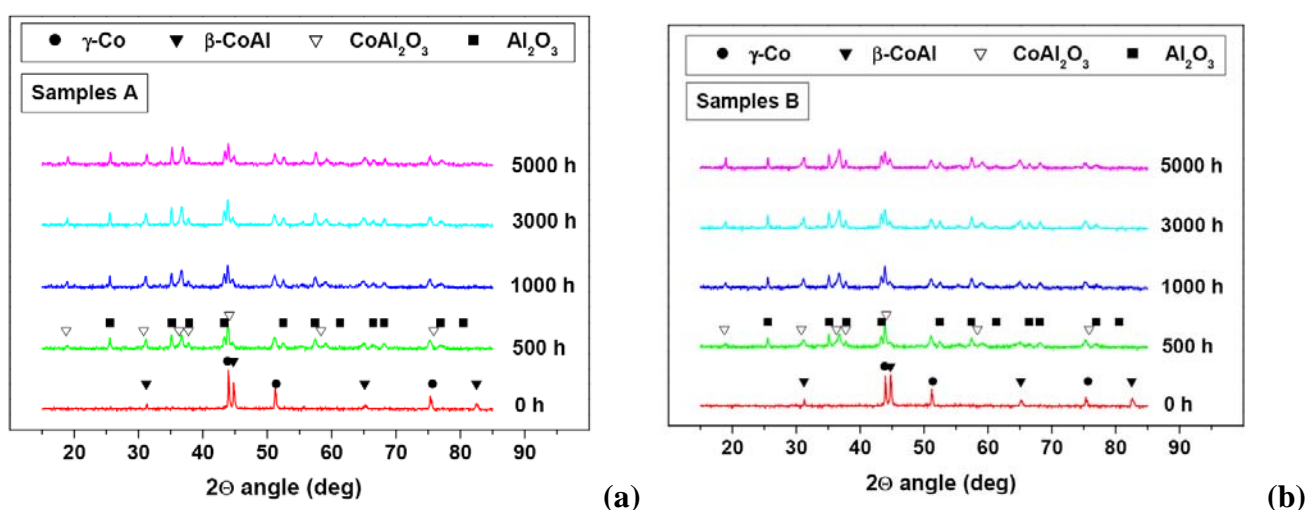 ● γ-Co ▼ β-CoAl ▽ CoAl₂O₃ ■ Al₂O₃
Samples A
5000 h
3000 h
1000 h
500 h
0 h
20 30 40 50 60 70 80 90
2Θ angle (deg)
(a)
● γ-Co ▼ β-CoAl ▽ CoAl₂O₃ ■ Al₂O₃
Samples B
5000 h
3000 h
1000 h
500 h
0 h
20 30 40 50 60 70 80 90
2Θ angle (deg)
(b)